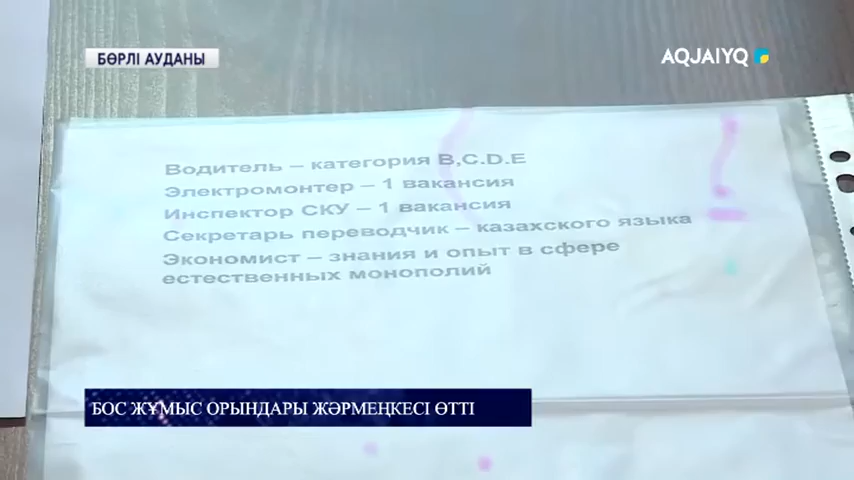 БӨРЛІ АУДАНЫ
AQJAIYQ
Водитель – категория B,C.D.E
Электромонтер – 1 вакансия
Инспектор СКУ – 1 вакансия
Секретарь переводчик – казахского языка
Экономист – знания и опыт в сфере
естественных монополий
БОС ЖҰМЫС ОРЫНДАРЫ ЖӘРМЕҢКЕСІ ӨТТІ